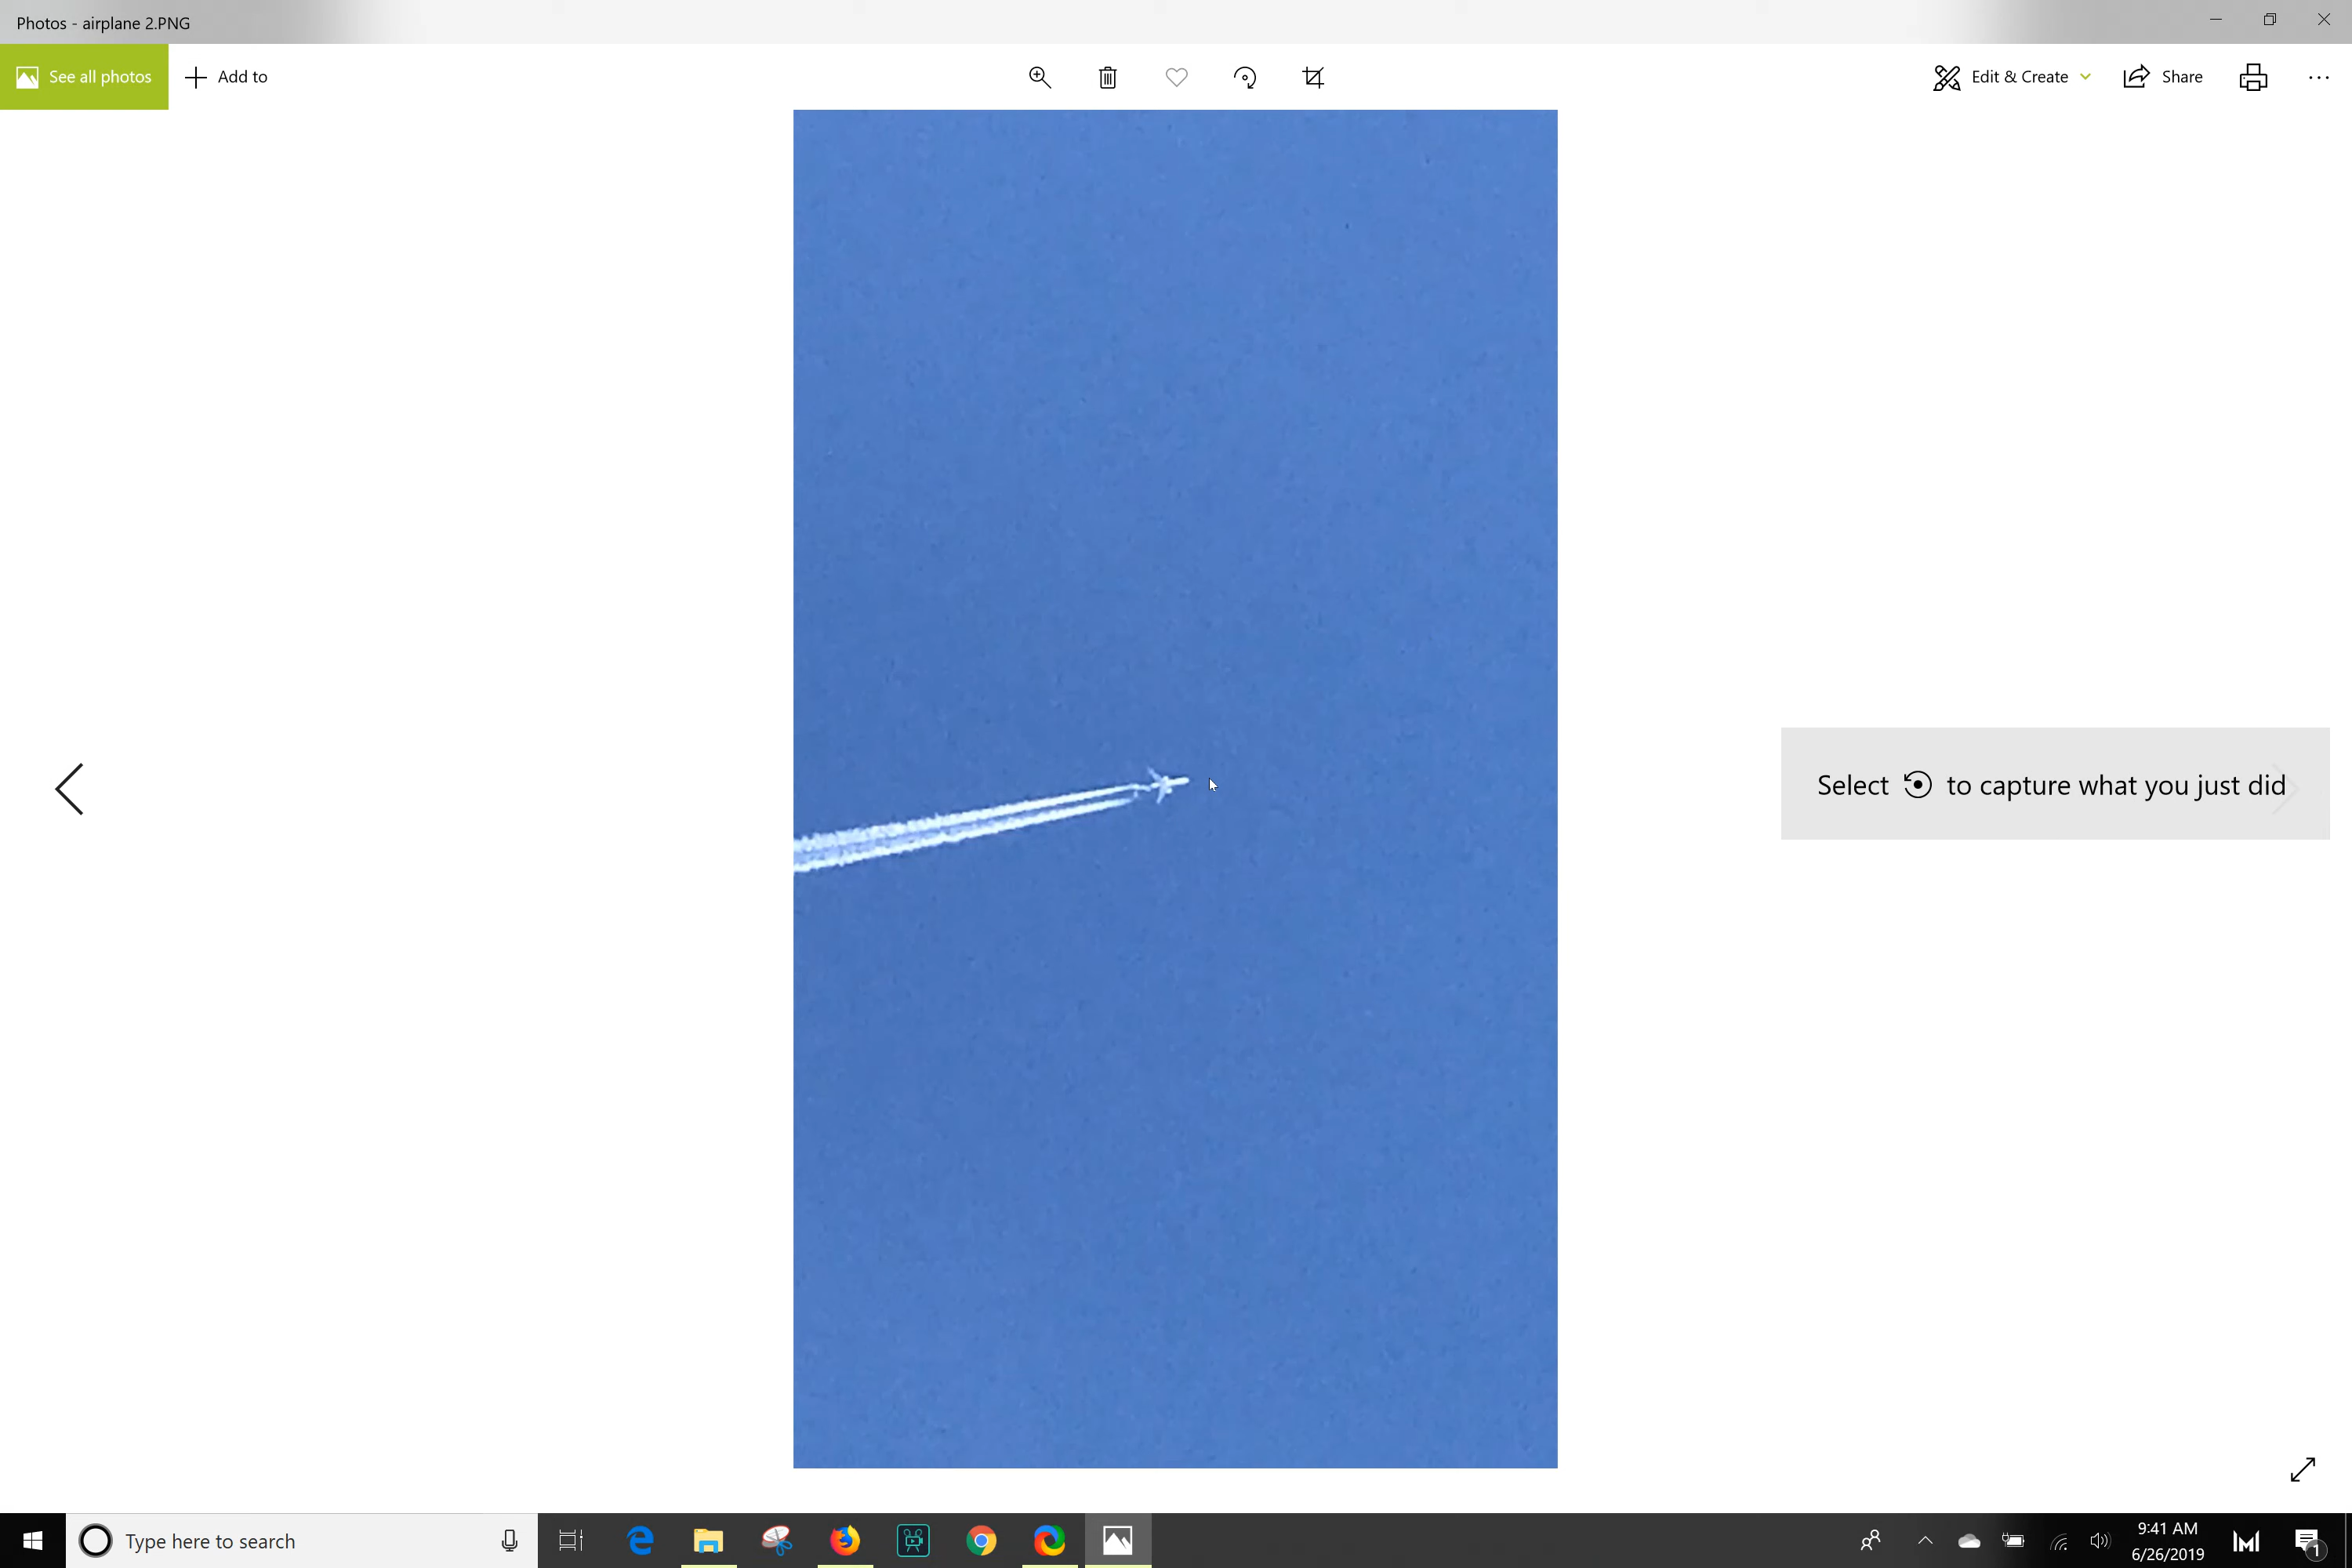 Photos - airplane 2.PNG
See all photos
Add to
Edit & Create
Share
Select to capture what you just did
Type here to search
9:41 AM
6/26/2019
1